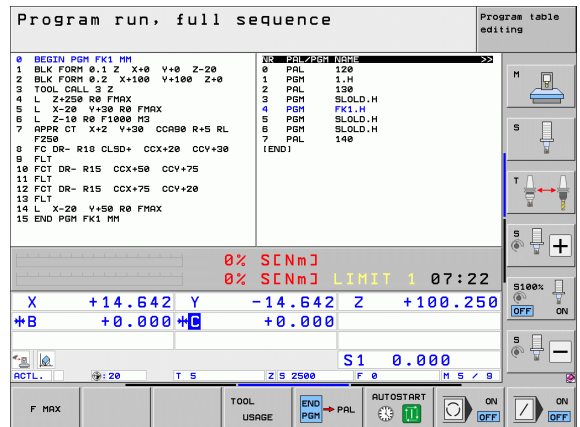 Program run, full sequence
Program table editing
0 BEGIN PGM FK1 MM
1 BLK FORM 0.1 Z X+0 Y+0 Z-20
2 BLK FORM 0.2 X+100 Y+100 Z+0
3 TOOL CALL 3 Z
4 L Z+250 R0 FMAX
5 L X-20 Y+30 R0 FMAX
6 L Z-10 R0 F1000 M3
7 APPR CT X+2 Y+30 CCA90 R+5 RL
F250
8 FC DR- R18 CLSD+ CCX+20 CCY+30
9 FLT
10 FCT DR- R15 CCX+50 CCY+75
11 FLT
12 FCT DR- R15 CCX+75 CCY+20
13 FLT
14 L X-20 Y+50 R0 FMAX
15 END PGM FK1 MM
NR PAL/PGM NAME >>
0 PAL 120
1 PGM 1.H
2 PAL 130
3 PGM SLOLD.H
4 PGM FK1.H
5 PGM SLOLD.H
6 PGM SLOLD.H
7 PAL 140
[END]
0% S[Nm]
0% S[Nm] LIMIT 1 07:22
X +14.642 Y -14.642 Z +100.250
B +0.000 C +0.000
S1 0.000
ACTL. : 20 T 5 Z S 2500 F 0 M 5 / 9
M
S
T
S +
S100%
OFF ON
S -
F MAX
TOOL USAGE
END PGM PAL
AUTOSTART
ON OFF
ON OFF